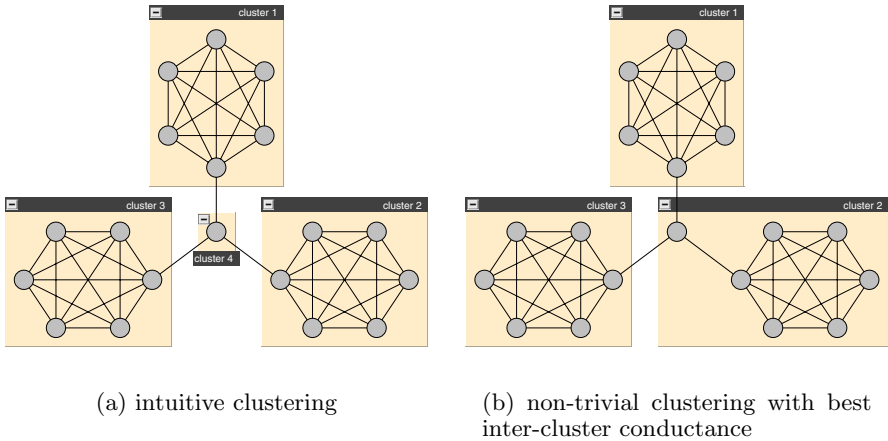 cluster 1
cluster 3
cluster 4
cluster 2
cluster 1
cluster 3
cluster 2
(a) intuitive clustering
(b) non-trivial clustering with best
inter-cluster conductance